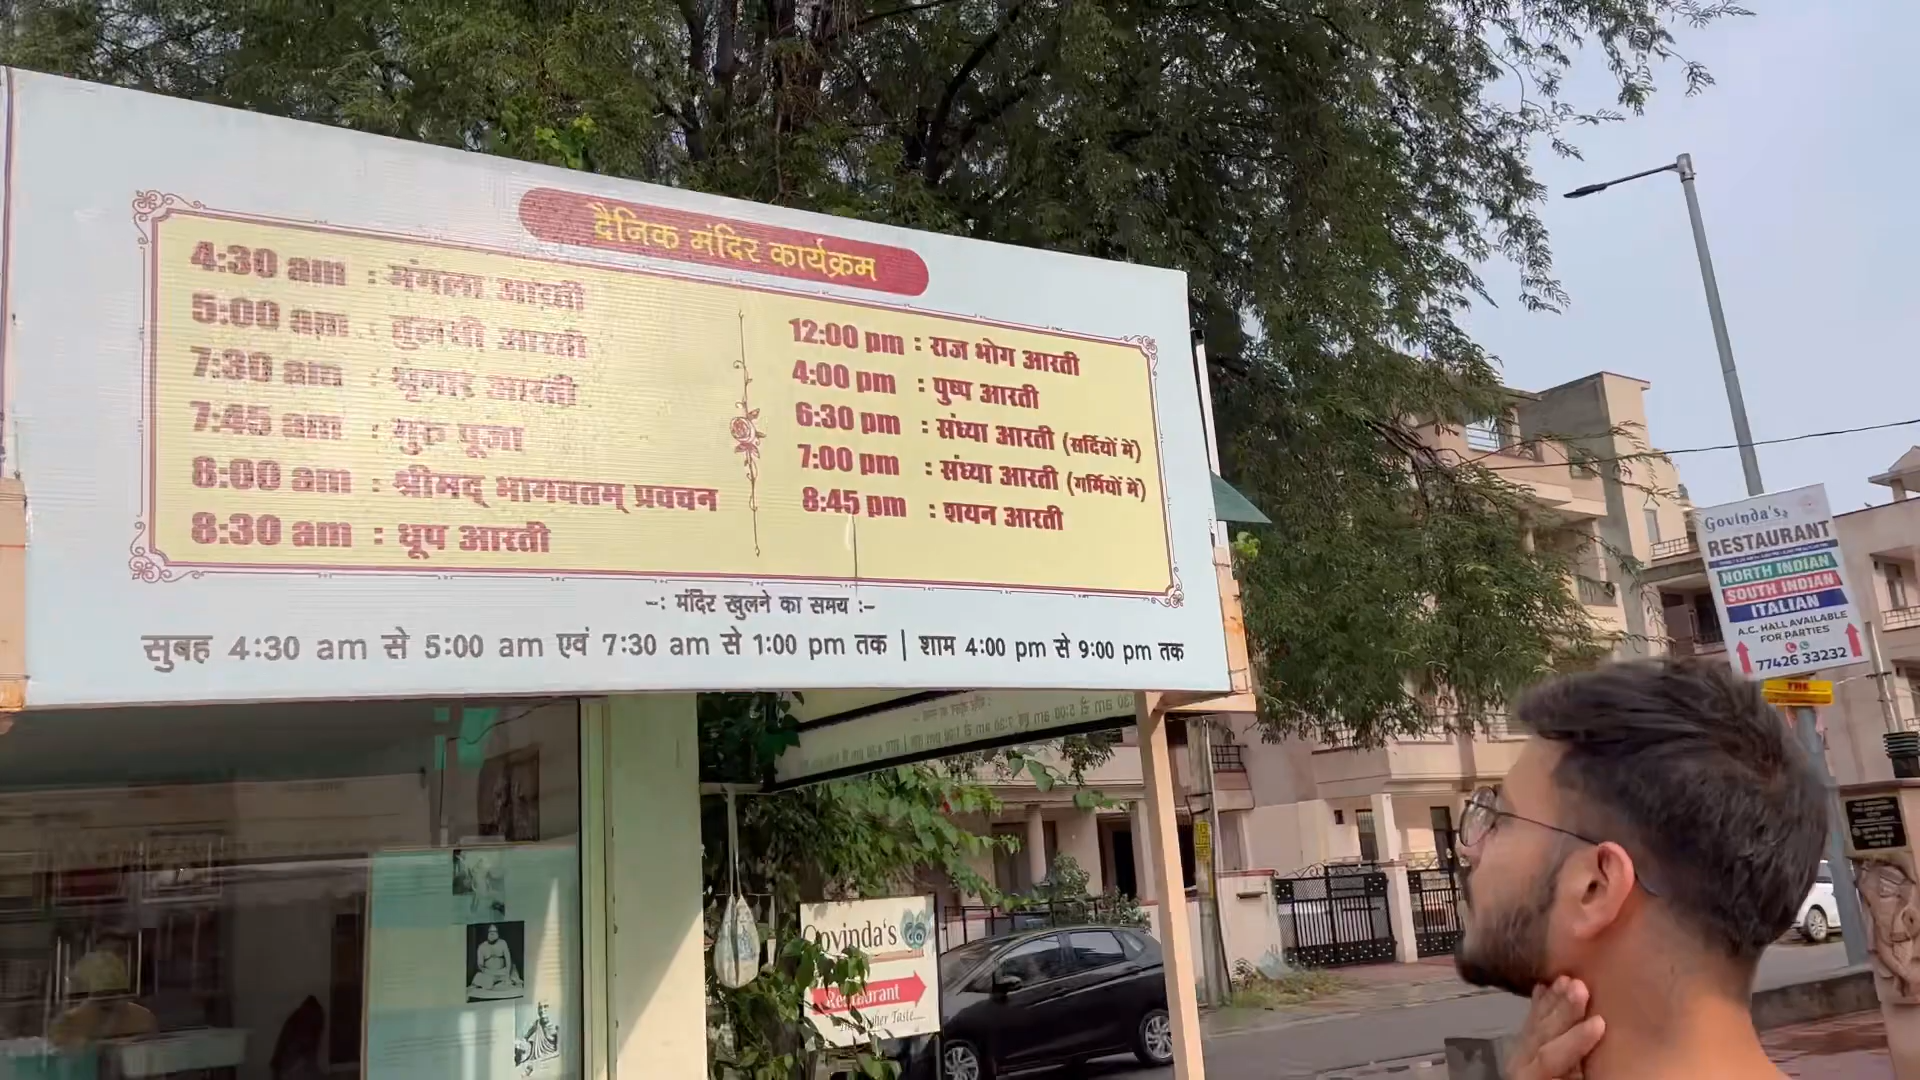 दैनिक मंदिर कार्यक्रम
4:30 am : मंगला आरती
5:00 am : तुलसी आरती
7:30 am : श्रृंगार आरती
7:45 am : गुरु पूजा
8:00 am : श्रीमद् भागवतम् प्रवचन
8:30 am : धूप आरती
12:00 pm : राज भोग आरती
4:00 pm : पुष्प आरती
6:30 pm : संध्या आरती (सर्दियों में)
7:00 pm : संध्या आरती (गर्मियों में)
8:45 pm : शयन आरती
–: मंदिर खुलने का समय :–
सुबह 4:30 am से 5:00 am एवं 7:30 am से 1:00 pm तक | शाम 4:00 pm से 9:00 pm तक
Govinda's
RESTAURANT
NORTH INDIAN
SOUTH INDIAN
ITALIAN
A.C. HALL AVAILABLE
FOR PARTIES
77426 33232
THE
Govinda's
Restaurant